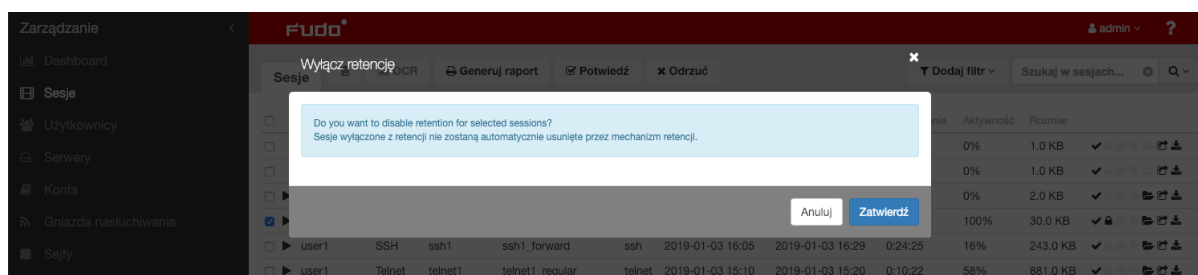 Zarządzanie
Fudo
admin
?
Dashboard
Wyłącz retencję
Sesje
OCR
Generuj raport
Potwiedź
Odrzuć
Dodaj filtr
Szukaj w sesjach...
Sesje
Do you want to disable retention for selected sessions?
Sesje wyłączone z retencji nie zostaną automatycznie usunięte przez mechanizm retencji.
Aktywność Rozmiar
Użytkownicy
0% 1.0 KB
Serwery
0% 1.0 KB
Konta
0% 2.0 KB
Anuluj Zatwierdź
Gniazda nasłuchiwania
100% 30.0 KB
Sejfy
user1 SSH ssh1 ssh1_forward ssh 2019-01-03 16:05 2019-01-03 16:29 0:24:25 16% 243.0 KB
user1 Telnet telnet1 telnet1_regular telnet 2019-01-03 15:10 2019-01-03 15:20 0:10:22 58% 881.0 KB